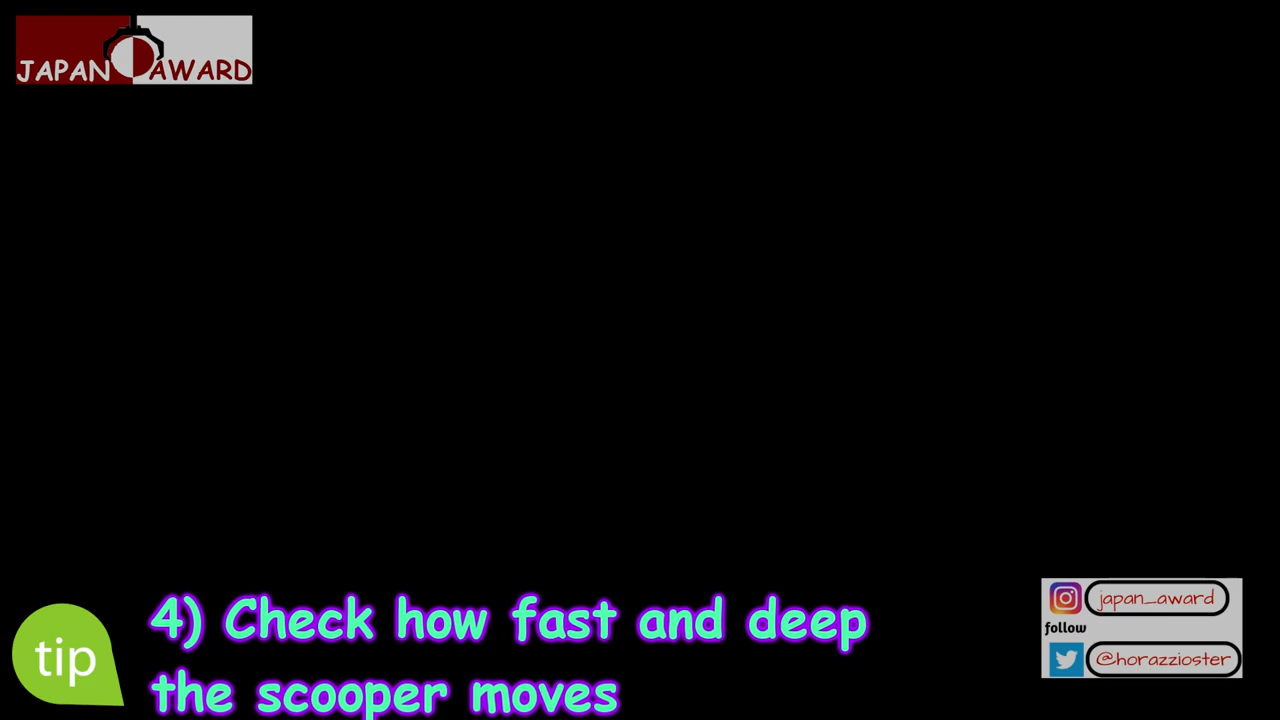 JAPAN AWARD
4) Check how fast and deep
the scooper moves
tip
japan_award
follow
@horazzioster